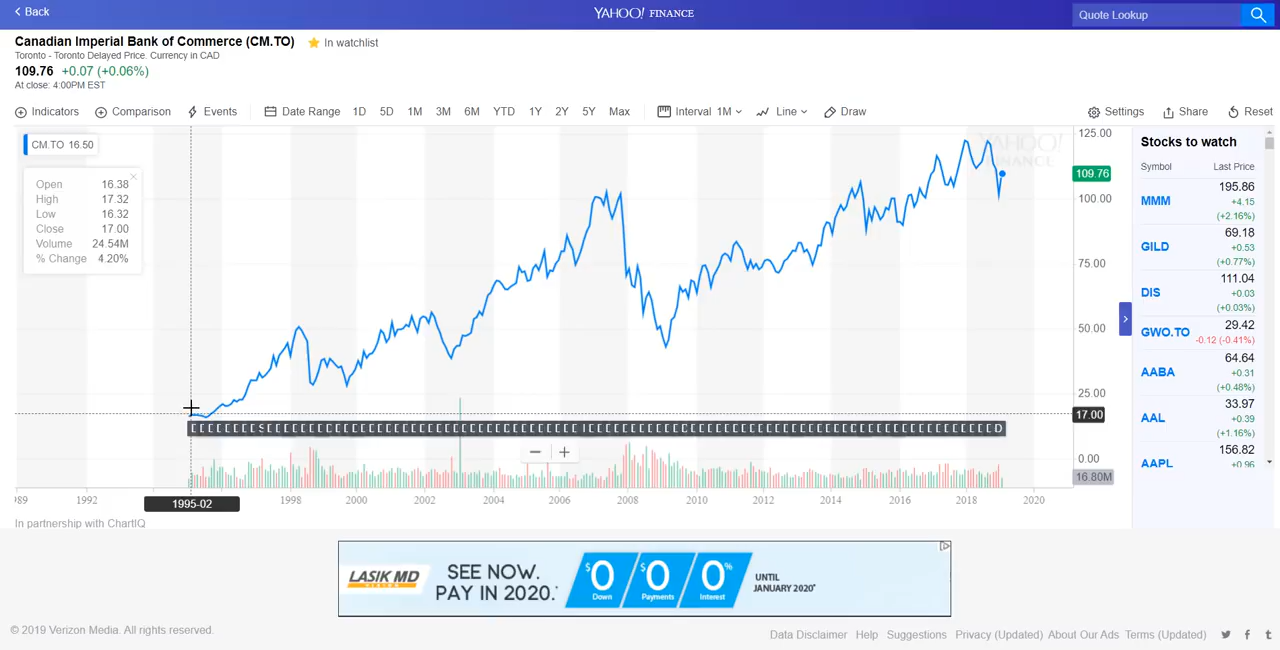 Back
YAHOO! FINANCE
Quote Lookup
Canadian Imperial Bank of Commerce (CM.TO)
In watchlist
Toronto - Toronto Delayed Price. Currency in CAD
109.76 +0.07 (+0.06%)
At close: 4:00PM EST
Indicators Comparison Events Date Range 1D 5D 1M 3M 6M YTD 1Y 2Y 5Y Max Interval 1M Line Draw Settings Share Reset
CM.TO 16.50
Open 16.38
High 17.32
Low 16.32
Close 17.00
Volume 24.54M
% Change 4.20%
YAHOO!
FINANCE
125.00
109.76
100.00
75.00
50.00
25.00
17.00
0.00
16.80M
1992 1995-02 1998 2000 2002 2004 2006 2008 2010 2012 2014 2016 2018 2020
In partnership with ChartIQ
Stocks to watch
Symbol Last Price
MMM 195.86
+4.15
(+2.16%)
GILD 69.18
+0.53
(+0.77%)
DIS 111.04
+0.03
(+0.03%)
GWO.TO 29.42
-0.12 (-0.41%)
AABA 64.64
+0.31
(+0.48%)
AAL 33.97
+0.39
(+1.16%)
AAPL 156.82
+0.96
LASIK MD
VISION
SEE NOW.
PAY IN 2020.*
$0 Down
$0 Payments
0% Interest
UNTIL
JANUARY 2020*
© 2019 Verizon Media. All rights reserved.
Data Disclaimer Help Suggestions Privacy (Updated) About Our Ads Terms (Updated)